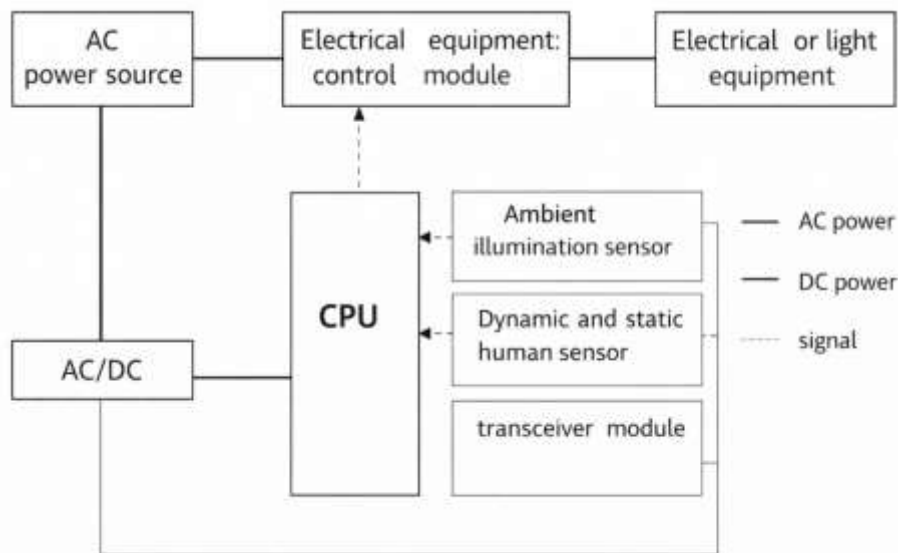 AC
power source
Electrical equipment:
control module
Electrical or light
equipment
Ambient
illumination sensor
AC power
DC power
CPU
Dynamic and static
human sensor
signal
AC/DC
transceiver module